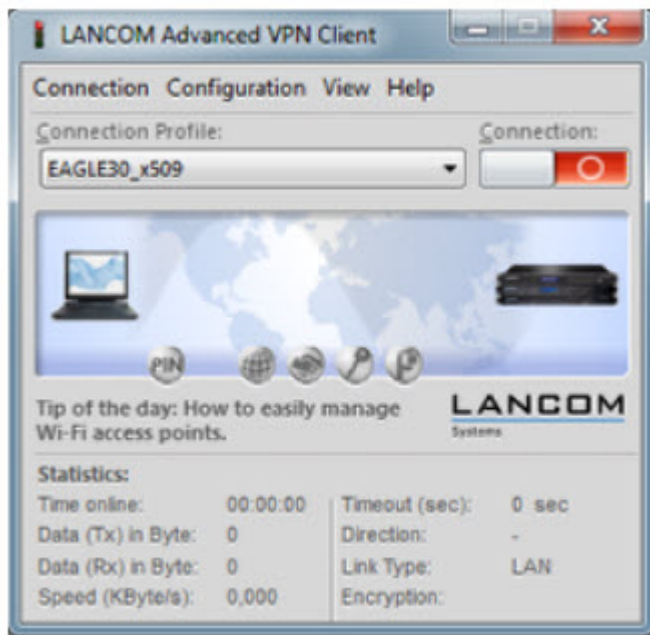 LANCOM Advanced VPN Client
Connection Configuration View Help
Connection Profile: Connection:
EAGLE30_x509
PIN
Tip of the day: How to easily manage
Wi-Fi access points.
LANCOM
Systems
Statistics:
Time online: 00:00:00 Timeout (sec): 0 sec
Data (Tx) in Byte: 0 Direction: -
Data (Rx) in Byte: 0 Link Type: LAN
Speed (KByte/s): 0,000 Encryption: